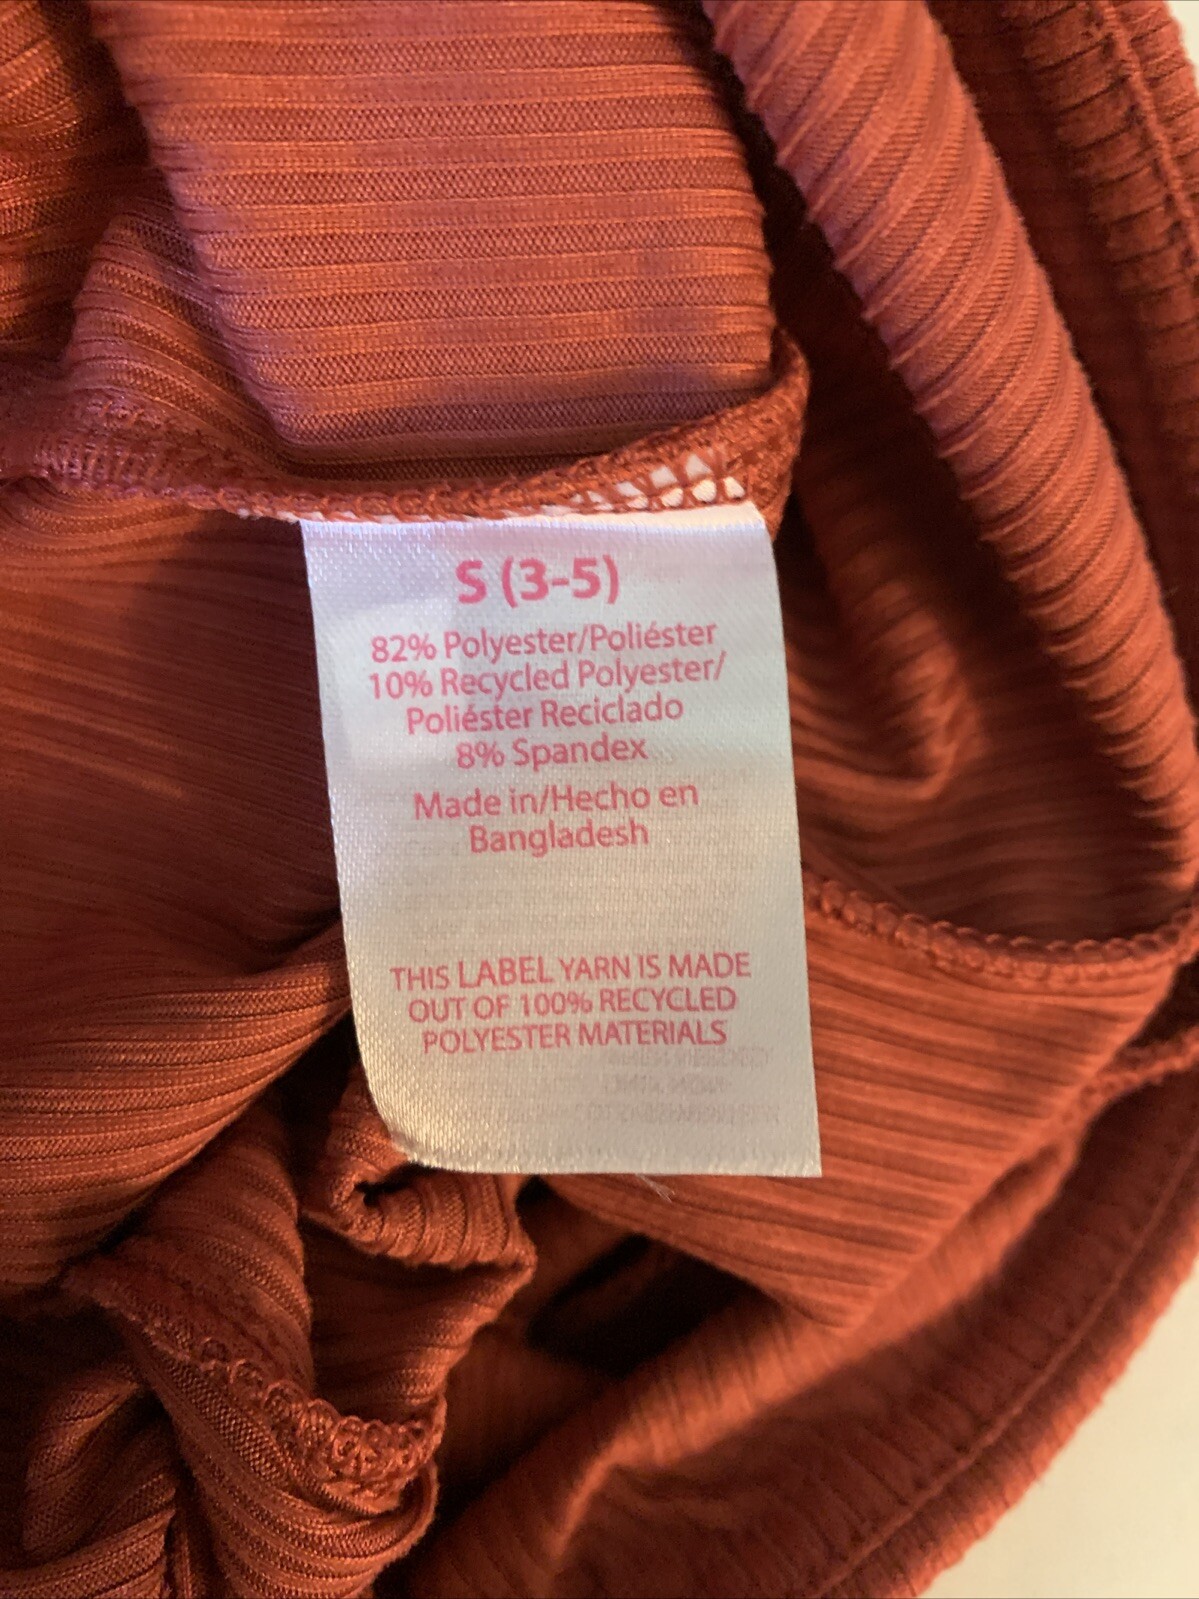 S (3-5)
82% Polyester/Poliéster
10% Recycled Polyester/
Poliéster Reciclado
8% Spandex
Made in/Hecho en
Bangladesh
THIS LABEL YARN IS MADE
OUT OF 100% RECYCLED
POLYESTER MATERIALS